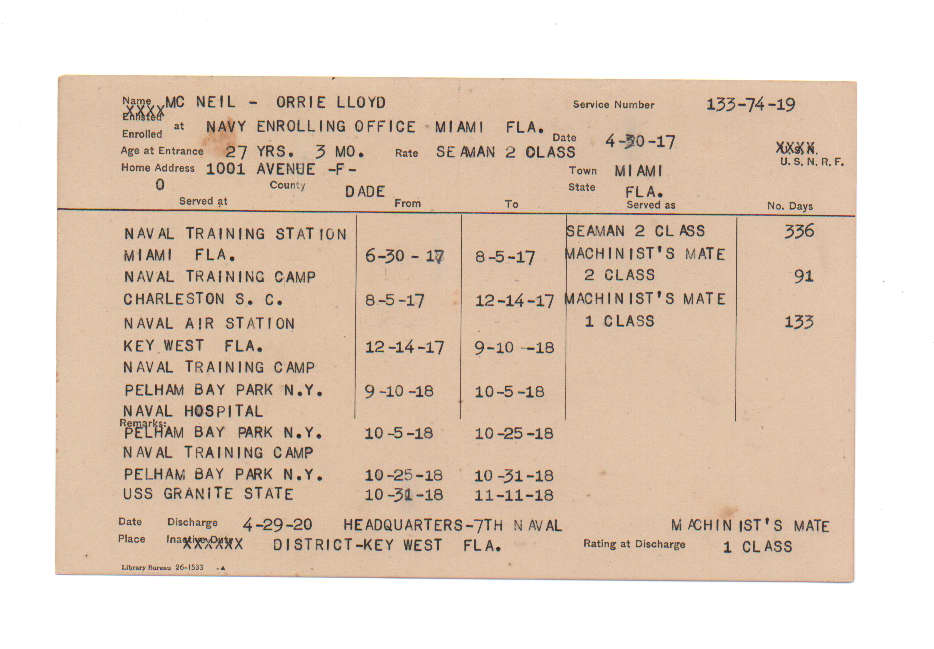 Name MC NEIL - ORRIE LLOYD Service Number 133-74-19
XXXX
Enlisted
Enrolled at NAVY ENROLLING OFFICE MIAMI FLA. Date 4-30-17
Age at Entrance 27 YRS. 3 MO. Rate SEAMAN 2 CLASS XXXX U.S.N.R.F.
Home Address 1001 AVENUE -F- Town MIAMI
O County DADE State FLA.
Served at From To Served as No. Days
NAVAL TRAINING STATION SEAMAN 2 CLASS 336
MIAMI FLA. 6-30-17 8-5-17 MACHINIST'S MATE
NAVAL TRAINING CAMP 2 CLASS 91
CHARLESTON S. C. 8-5-17 12-14-17 MACHINIST'S MATE
NAVAL AIR STATION 1 CLASS 133
KEY WEST FLA. 12-14-17 9-10-18
NAVAL TRAINING CAMP
PELHAM BAY PARK N.Y. 9-10-18 10-5-18
NAVAL HOSPITAL
Remarks:
PELHAM BAY PARK N.Y. 10-5-18 10-25-18
NAVAL TRAINING CAMP
PELHAM BAY PARK N.Y. 10-25-18 10-31-18
USS GRANITE STATE 10-31-18 11-11-18
Date Discharge 4-29-20 HEADQUARTERS-7TH NAVAL MACHINIST'S MATE
Place Inactive Duty XXXXXX DISTRICT-KEY WEST FLA. Rating at Discharge 1 CLASS
Library Bureau 26-1533